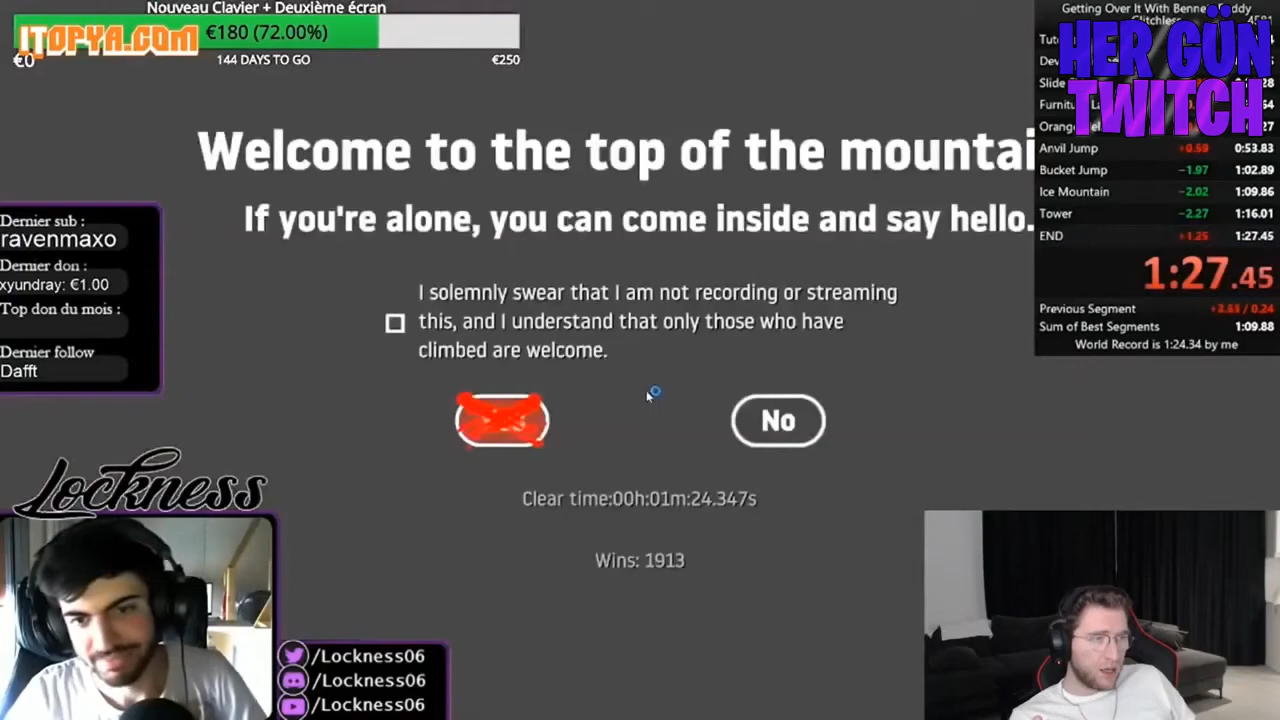 Nouveau Clavier + Deuxième écran
ITOPYA.COM
€180 (72.00%)
€0
144 DAYS TO GO
€250
Welcome to the top of the mountai
If you're alone, you can come inside and say hello.
I solemnly swear that I am not recording or streaming
this, and I understand that only those who have
climbed are welcome.
No
Clear time:00h:01m:24.347s
Wins: 1913
Dernier sub :
ravenmaxo
Dernier don :
xyundray: €1.00
Top don du mois :
Dernier follow
Dafft
Lockness
/Lockness06
/Lockness06
/Lockness06
Getting Over It With Bennett Foddy
Glitchless
4581
HER GÜN
TWITCH
Slide
Anvil Jump +0.59 0:53.83
Bucket Jump −1.97 1:02.89
Ice Mountain −2.02 1:09.86
Tower −2.27 1:16.01
END +1.25 1:27.45
1:27.45
Previous Segment
Sum of Best Segments 1:09.88
World Record is 1:24.34 by me